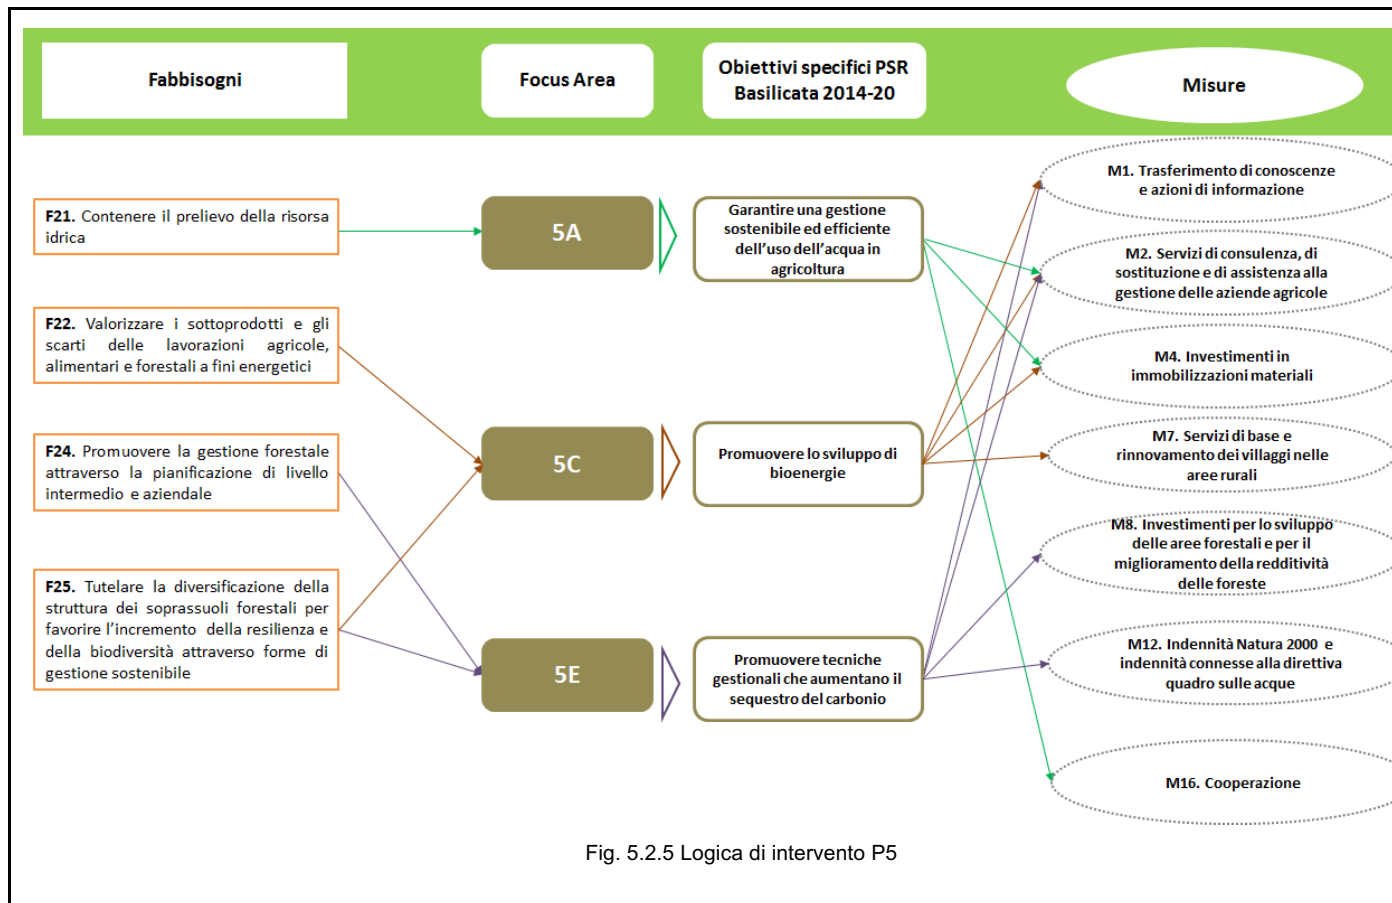 Fabbisogni
Focus Area
Obiettivi specifici PSR
Basilicata 2014-20
Misure
F21. Contenere il prelievo della risorsa
idrica
F22. Valorizzare i sottoprodotti e gli
scarti delle lavorazioni agricole,
alimentari e forestali a fini energetici
F24. Promuovere la gestione forestale
attraverso la pianificazione di livello
intermedio e aziendale
F25. Tutelare la diversificazione della
struttura dei soprassuoli forestali per
favorire l'incremento della resilienza e
della biodiversità attraverso forme di
gestione sostenibile
5A
5C
5E
Garantire una gestione
sostenibile ed efficiente
dell'uso dell'acqua in
agricoltura
Promuovere lo sviluppo di
bioenergie
Promuovere tecniche
gestionali che aumentano il
sequestro del carbonio
M1. Trasferimento di conoscenze
e azioni di informazione
M2. Servizi di consulenza, di
sostituzione e di assistenza alla
gestione delle aziende agricole
M4. Investimenti in
immobilizzazioni materiali
M7. Servizi di base e
rinnovamento dei villaggi nelle
aree rurali
M8. Investimenti per lo sviluppo
delle aree forestali e per il
miglioramento della redditività
delle foreste
M12. Indennità Natura 2000 e
indennità connesse alla direttiva
quadro sulle acque
M16. Cooperazione
Fig. 5.2.5 Logica di intervento P5